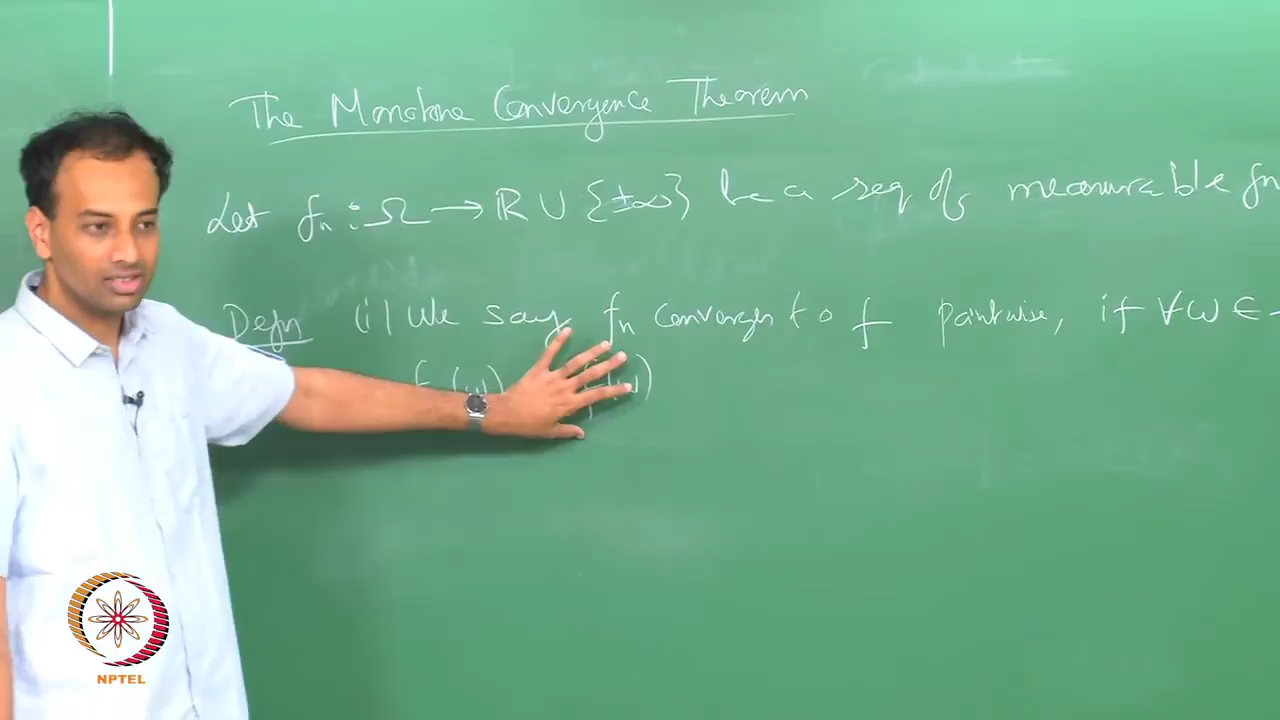 The Monotone Convergence Theorem
Let fn : Ω → ℝ ∪ {±∞} be a seq of measurable fn
Defn (i) We say fn converges to f pointwise, if ∀ω ∈
f (ω) f(ω)
NPTEL